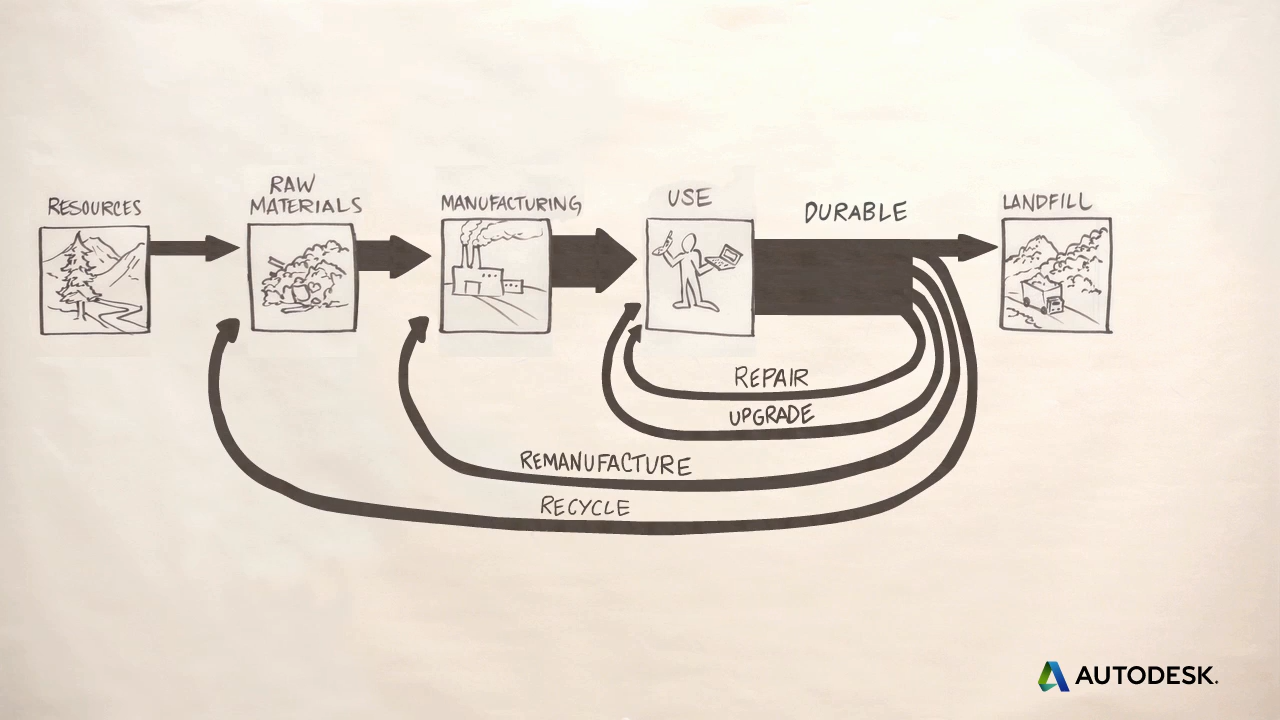 RESOURCES
RAW
MATERIALS
MANUFACTURING
USE
DURABLE
LANDFILL
REPAIR
UPGRADE
REMANUFACTURE
RECYCLE
AUTODESK.